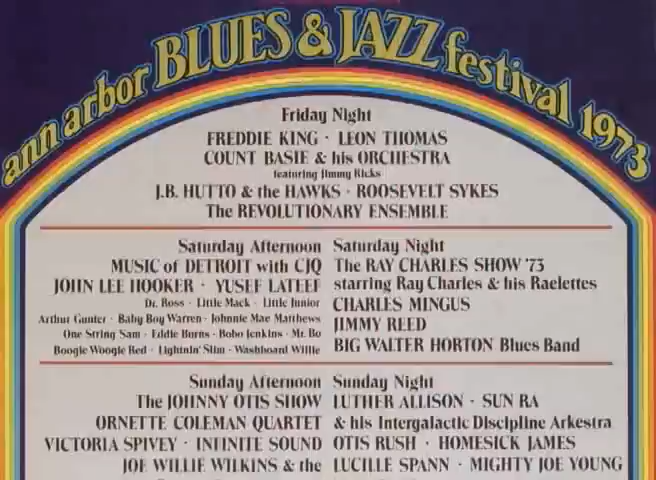 ann arbor BLUES & JAZZ festival 1973
Friday Night
FREDDIE KING · LEON THOMAS
COUNT BASIE & his ORCHESTRA
featuring Jimmy Ricks
J.B. HUTTO & the HAWKS · ROOSEVELT SYKES
The REVOLUTIONARY ENSEMBLE
Saturday Afternoon
MUSIC of DETROIT with CJQ
JOHN LEE HOOKER · YUSEF LATEEF
Dr. Ross · Little Mack · Little Junior
Arthur Gunter · Baby Boy Warren · Johnnie Mae Matthews
One String Sam · Eddie Burns · Bobo Jenkins · Mr. Bo
Boogie Woogie Red · Lightnin' Slim · Washboard Willie
Saturday Night
The RAY CHARLES SHOW '73
starring Ray Charles & his Raelettes
CHARLES MINGUS
JIMMY REED
BIG WALTER HORTON Blues Band
Sunday Afternoon
The JOHNNY OTIS SHOW
ORNETTE COLEMAN QUARTET
VICTORIA SPIVEY · INFINITE SOUND
JOE WILLIE WILKINS & the
Sunday Night
LUTHER ALLISON · SUN RA
& his Intergalactic Discipline Arkestra
OTIS RUSH · HOMESICK JAMES
LUCILLE SPANN · MIGHTY JOE YOUNG